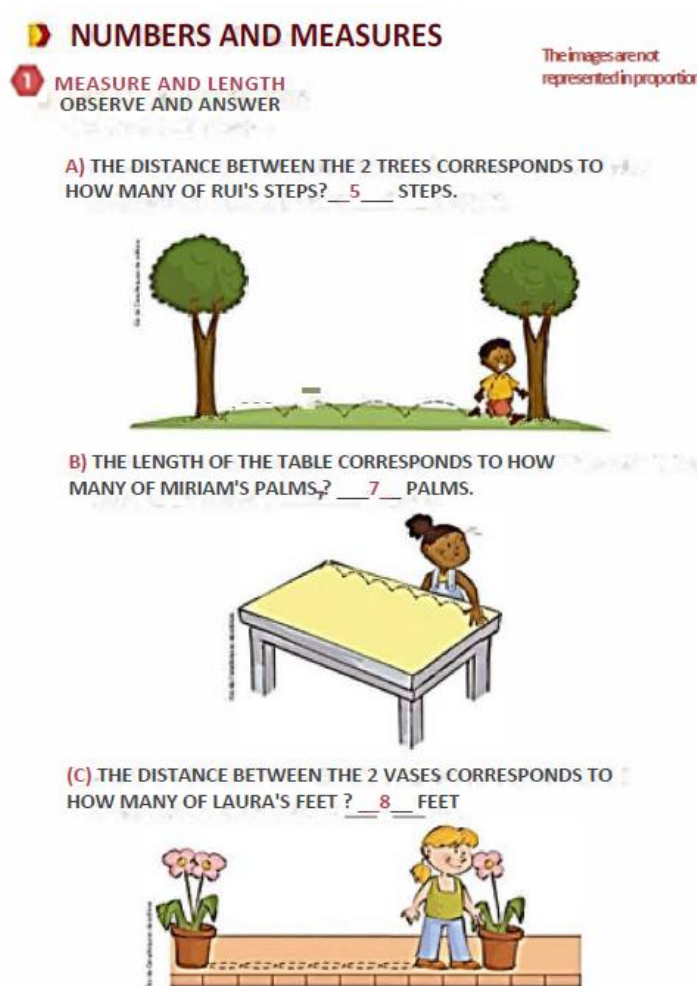 NUMBERS AND MEASURES
The images are not
represented in proportion
1 MEASURE AND LENGTH
OBSERVE AND ANSWER
A) THE DISTANCE BETWEEN THE 2 TREES CORRESPONDS TO
HOW MANY OF RUI'S STEPS?__5___ STEPS.
B) THE LENGTH OF THE TABLE CORRESPONDS TO HOW
MANY OF MIRIAM'S PALMS,? ___7__ PALMS.
(C) THE DISTANCE BETWEEN THE 2 VASES CORRESPONDS TO
HOW MANY OF LAURA'S FEET ? __8__ FEET